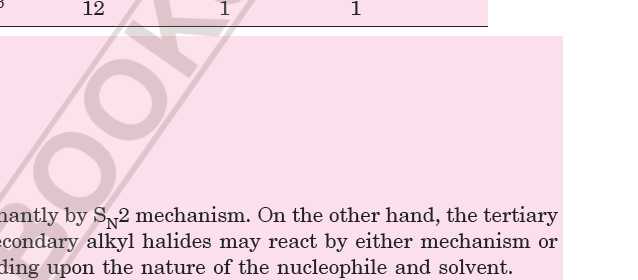 12 1 1
nantly by S_N2 mechanism. On the other hand, the tertiary
econdary alkyl halides may react by either mechanism or
ding upon the nature of the nucleophile and solvent.
BOOK